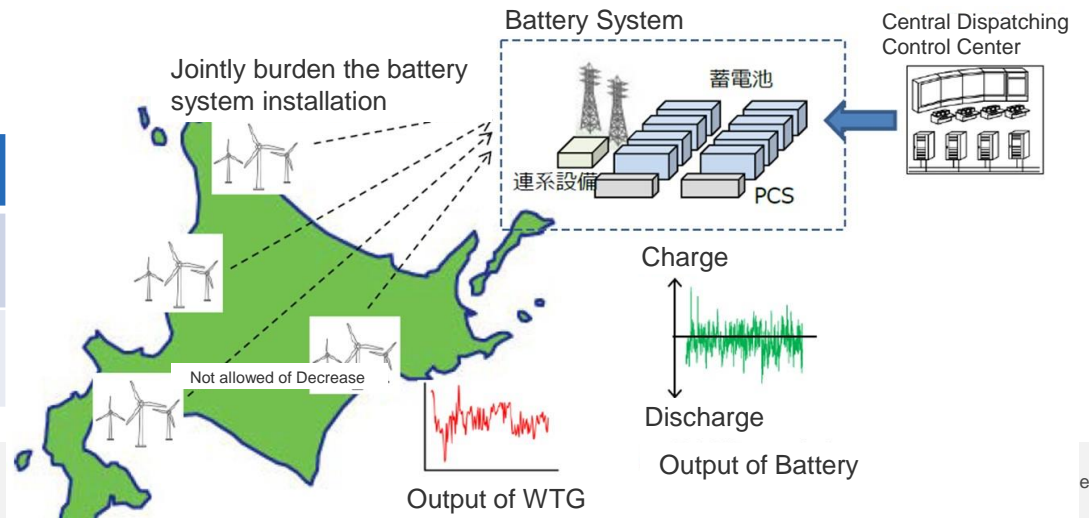 Battery System
Central Dispatching
Control Center
Jointly burden the battery
system installation
蓄電池
連系設備
PCS
Charge
Not allowed of Decrease
Discharge
Output of Battery
Output of WTG
e